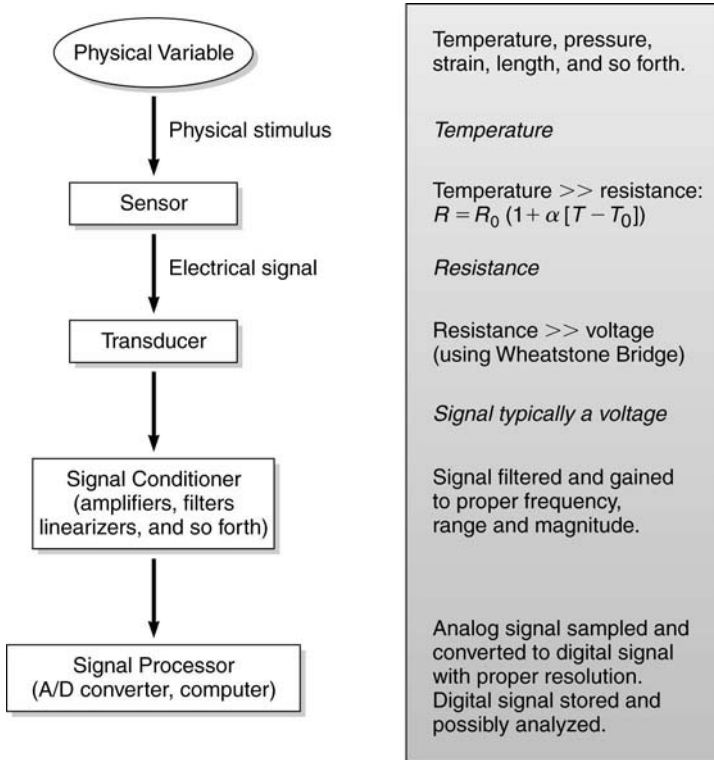 Physical Variable
Temperature, pressure,
strain, length, and so forth.
Physical stimulus
Temperature
Sensor
Temperature >> resistance:
R = R₀ (1+ α [T – T₀])
Electrical signal
Resistance
Transducer
Resistance >> voltage
(using Wheatstone Bridge)
Signal typically a voltage
Signal Conditioner
(amplifiers, filters
linearizers, and so forth)
Signal filtered and gained
to proper frequency,
range and magnitude.
Signal Processor
(A/D converter, computer)
Analog signal sampled and
converted to digital signal
with proper resolution.
Digital signal stored and
possibly analyzed.